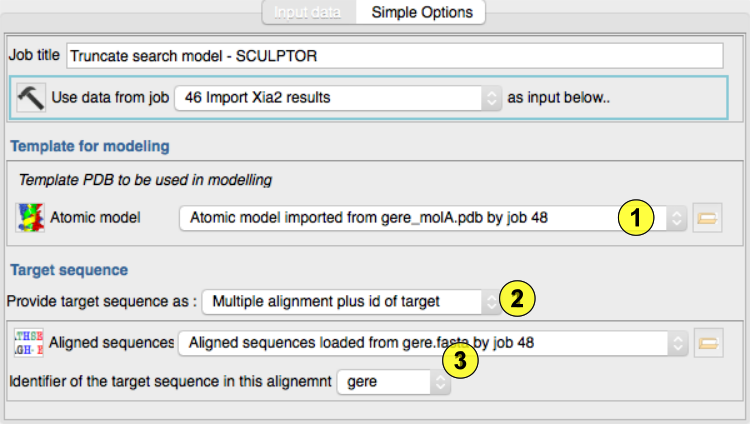 Input data Simple Options
Job title Truncate search model - SCULPTOR
Use data from job 46 Import Xia2 results as input below..
Template for modeling
Template PDB to be used in modelling
Atomic model Atomic model imported from gere_molA.pdb by job 48 1
Target sequence
Provide target sequence as : Multiple alignment plus id of target 2
.THSE
.GH- E
Aligned sequences Aligned sequences loaded from gere.fasta by job 48
3
Identifier of the target sequence in this alignemnt gere